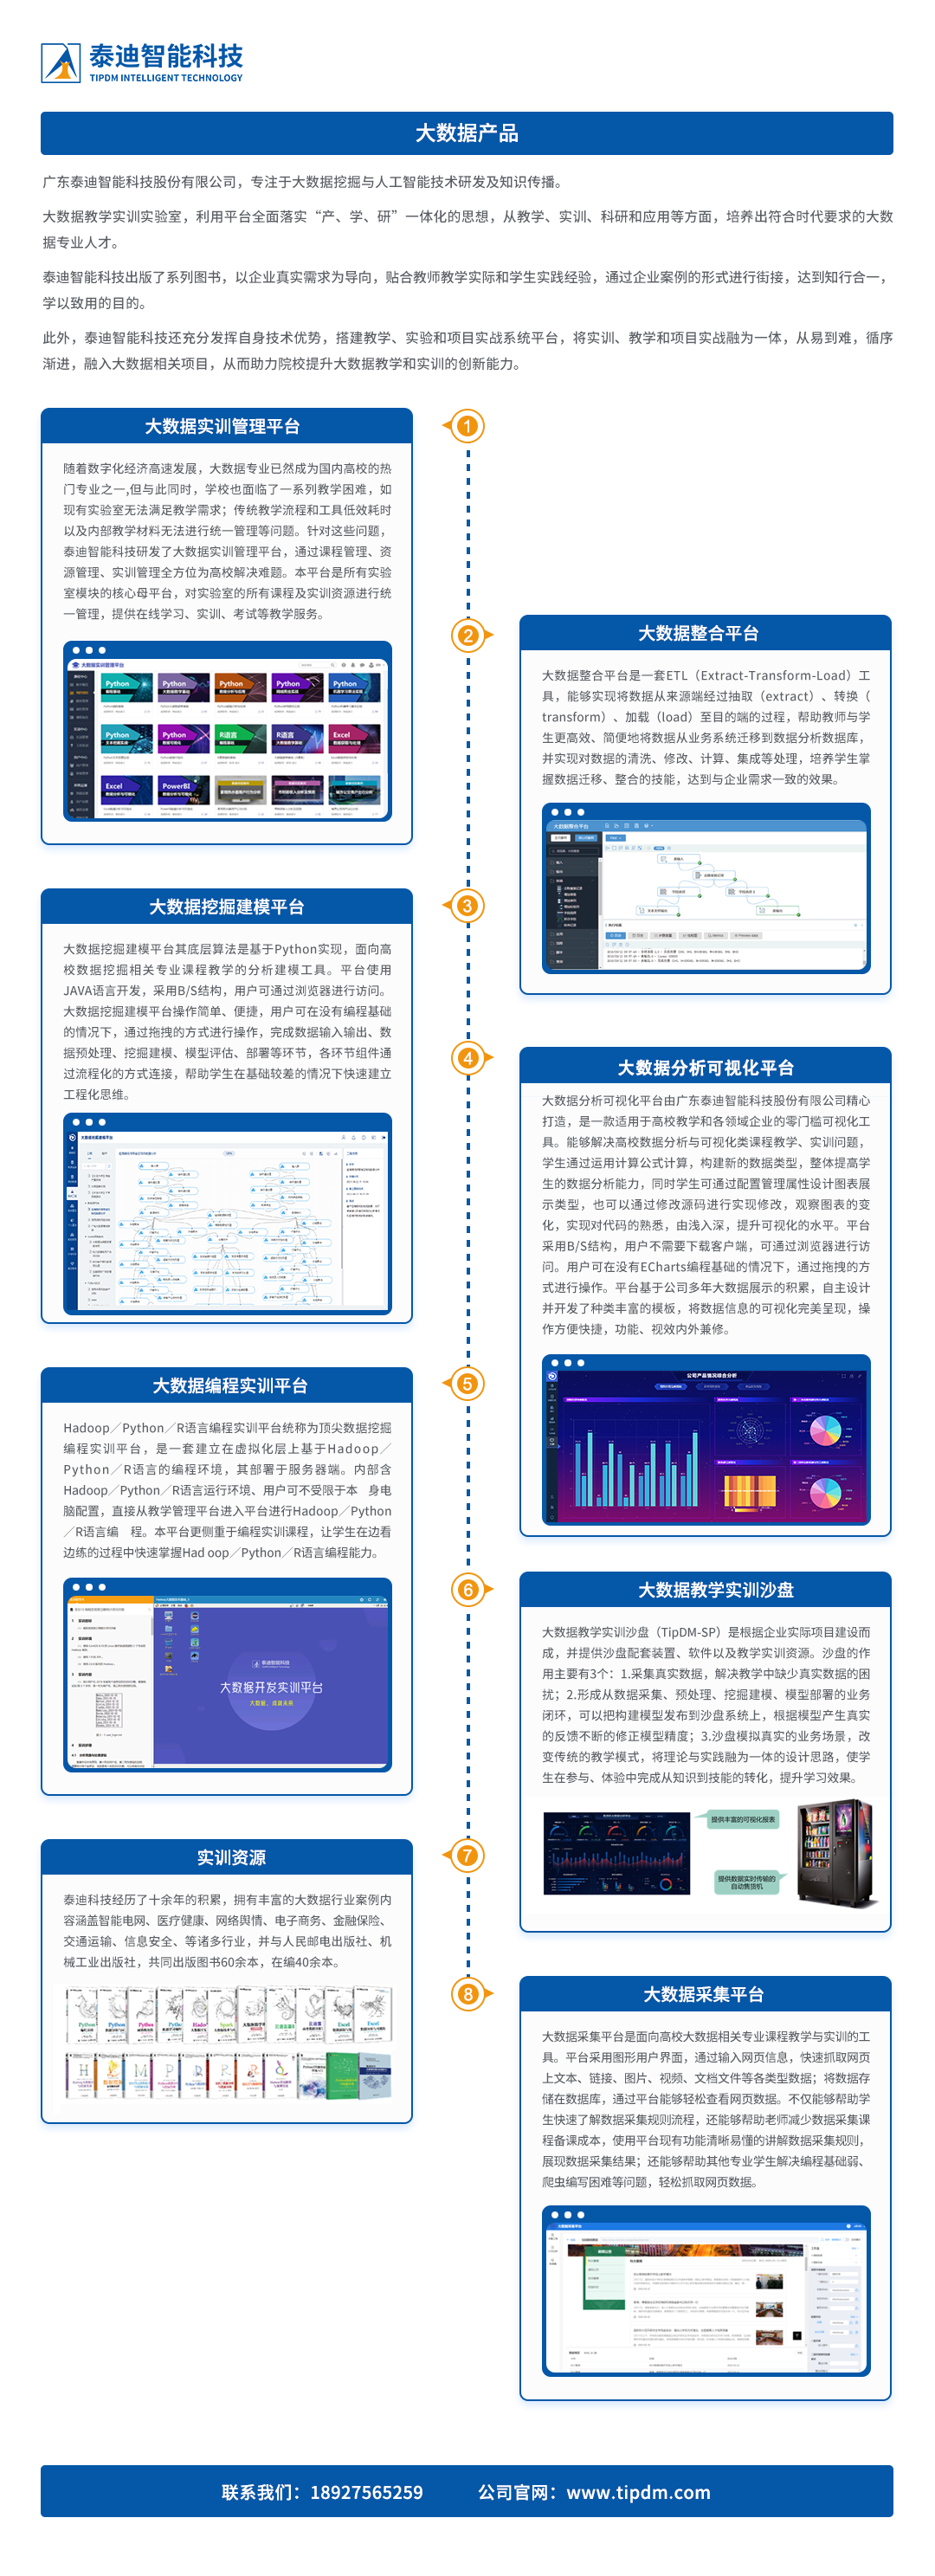 泰迪智能科技
TIPDM INTELLIGENT TECHNOLOGY
大数据产品
广东泰迪智能科技股份有限公司，专注于大数据挖掘与人工智能技术研发及知识传播。
大数据教学实训实验室，利用平台全面落实“产、学、研”一体化的思想，从教学、实训、科研和应用等方面，培养出符合时代要求的大数
据专业人才。
泰迪智能科技出版了系列图书，以企业真实需求为导向，贴合教师教学实际和学生实践经验，通过企业案例的形式进行街接，达到知行合一，
学以致用的目的。
此外，泰迪智能科技还充分发挥自身技术优势，搭建教学、实验和项目实战系统平台，将实训、教学和项目实战融为一体，从易到难，循序
渐进，融入大数据相关项目，从而助力院校提升大数据教学和实训的创新能力。
大数据实训管理平台
1
随着数字化经济高速发展，大数据专业已然成为国内高校的热
门专业之一,但与此同时，学校也面临了一系列教学困难，如
现有实验室无法满足教学需求；传统教学流程和工具低效耗时
以及内部教学材料无法进行统一管理等问题。针对这些问题，
泰迪智能科技研发了大数据实训管理平台，通过课程管理、资
源管理、实训管理全方位为高校解决难题。本平台是所有实验
室模块的核心母平台，对实验室的所有课程及实训资源进行统
一管理，提供在线学习、实训、考试等教学服务。
大数据实训管理平台
Python
Python
Python
Python
Python
Python
Python
R语言
R语言
Excel
Excel
PowerBI
2
大数据整合平台
大数据整合平台是一套ETL（Extract-Transform-Load）工
具，能够实现将数据从来源端经过抽取（extract）、转换（
transform）、加载（load）至目的端的过程，帮助教师与学
生更高效、简便地将数据从业务系统迁移到数据分析数据库，
并实现对数据的清洗、修改、计算、集成等处理，培养学生掌
握数据迁移、整合的技能，达到与企业需求一致的效果。
大数据整合平台
大数据挖掘建模平台
3
大数据挖掘建模平台其底层算法是基于Python实现，面向高
校数据挖掘相关专业课程教学的分析建模工具。平台使用
JAVA语言开发，采用B/S结构，用户可通过浏览器进行访问。
大数据挖掘建模平台操作简单、便捷，用户可在没有编程基础
的情况下，通过拖拽的方式进行操作，完成数据输入输出、数
据预处理、挖掘建模、模型评估、部署等环节，各环节组件通
过流程化的方式连接，帮助学生在基础较差的情况下快速建立
工程化思维。
大数据挖掘建模平台
4
大数据分析可视化平台
大数据分析可视化平台由广东泰迪智能科技股份有限公司精心
打造，是一款适用于高校教学和各领域企业的零门槛可视化工
具。能够解决高校数据分析与可视化类课程教学、实训问题，
学生通过运用计算公式计算，构建新的数据类型，整体提高学
生的数据分析能力，同时学生可通过配置管理属性设计图表展
示类型，也可以通过修改源码进行实现修改，观察图表的变
化，实现对代码的熟悉，由浅入深，提升可视化的水平。平台
采用B/S结构，用户不需要下载客户端，可通过浏览器进行访
问。用户可在没有ECharts编程基础的情况下，通过拖拽的方
式进行操作。平台基于公司多年大数据展示的积累，自主设计
并开发了种类丰富的模板，将数据信息的可视化完美呈现，操
作方便快捷，功能、视效内外兼修。
公司产品情况综合分析
大数据编程实训平台
5
Hadoop／Python／R语言编程实训平台统称为顶尖数据挖掘
编程实训平台，是一套建立在虚拟化层上基于Hadoop／
Python／R语言的编程环境，其部署于服务器端。内部含
Hadoop／Python／R语言运行环境、用户可不受限于本　身电
脑配置，直接从教学管理平台进入平台进行Hadoop／Python
／R语言编　程。本平台更侧重于编程实训课程，让学生在边看
边练的过程中快速掌握Had oop／Python／R语言编程能力。
泰迪智能科技
大数据开发实训平台
大数据，成就未来
6
大数据教学实训沙盘
大数据教学实训沙盘（TipDM-SP）是根据企业实际项目建设而
成，并提供沙盘配套装置、软件以及教学实训资源。沙盘的作
用主要有3个：1.采集真实数据，解决教学中缺少真实数据的困
扰；2.形成从数据采集、预处理、挖掘建模、模型部署的业务
闭环，可以把构建模型发布到沙盘系统上，根据模型产生真实
的反馈不断的修正模型精度；3.沙盘模拟真实的业务场景，改
变传统的教学模式，将理论与实践融为一体的设计思路，使学
生在参与、体验中完成从知识到技能的转化，提升学习效果。
提供丰富的可视化报表
提供数据实时传输的
自动售货机
实训资源
7
泰迪科技经历了十余年的积累，拥有丰富的大数据行业案例内
容涵盖智能电网、医疗健康、网络舆情、电子商务、金融保险、
交通运输、信息安全、等诸多行业，并与人民邮电出版社、机
械工业出版社，共同出版图书60余本，在编40余本。
8
大数据采集平台
大数据采集平台是面向高校大数据相关专业课程教学与实训的工
具。平台采用图形用户界面，通过输入网页信息，快速抓取网页
上文本、链接、图片、视频、文档文件等各类型数据；将数据存
储在数据库，通过平台能够轻松查看网页数据。不仅能够帮助学
生快速了解数据采集规则流程，还能够帮助老师减少数据采集课
程备课成本，使用平台现有功能清晰易懂的讲解数据采集规则，
展现数据采集结果；还能够帮助其他专业学生解决编程基础弱、
爬虫编写困难等问题，轻松抓取网页数据。
联系我们：18927565259　公司官网：www.tipdm.com